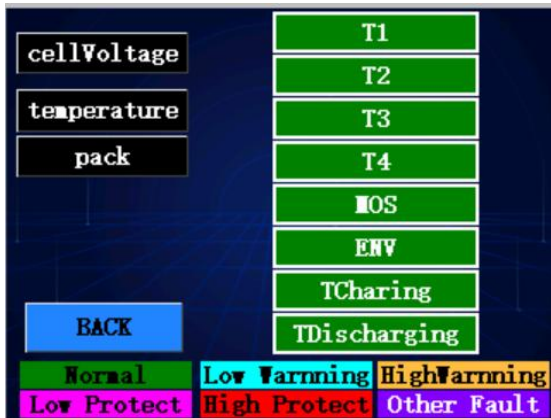 cellVoltage
temperature
pack
BACK
T1
T2
T3
T4
MOS
ENV
TCharing
TDischarging
Normal
Low Warnning
HighWarnning
Low Protect
High Protect
Other Fault